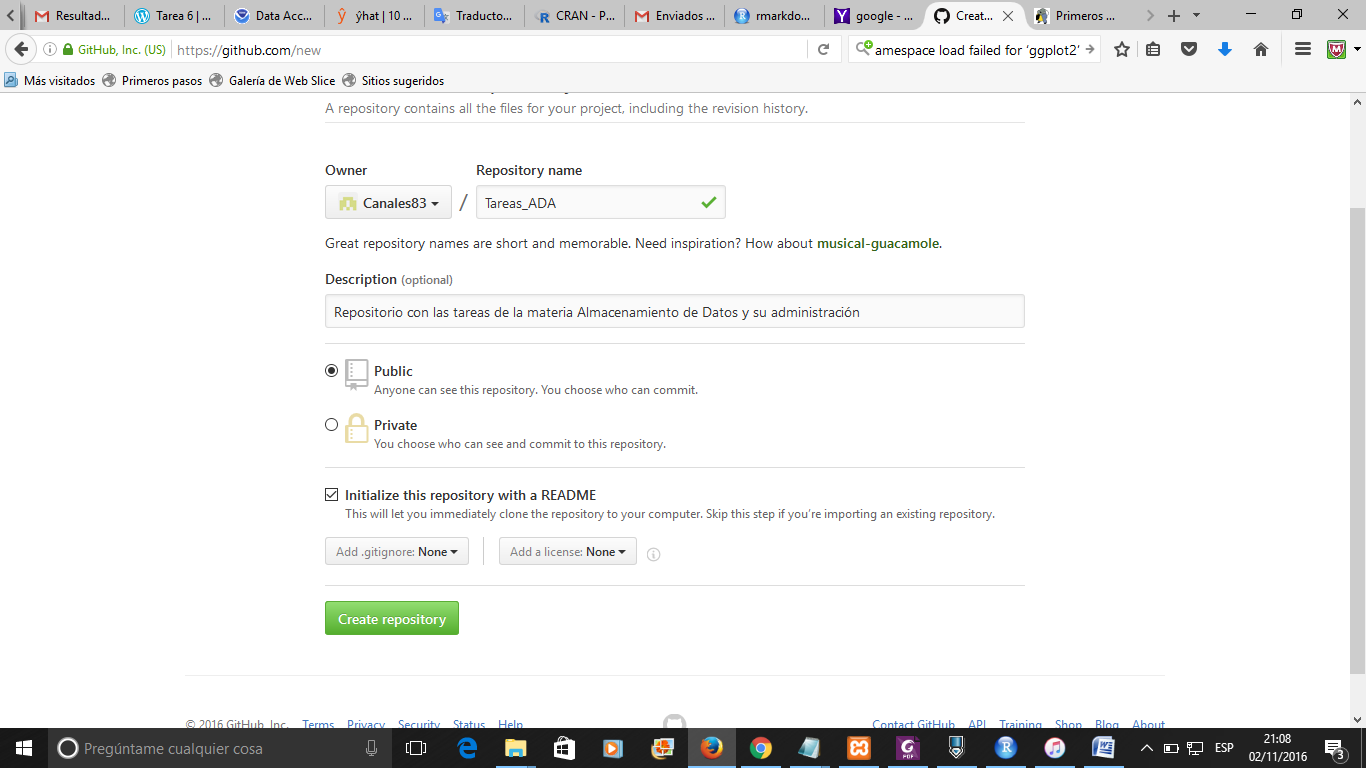 Resultad...
Tarea 6 | ...
Data Acc...
ŷhat | 10 ...
Traducto...
CRAN - P...
Enviados ...
rmarkdo...
google - ...
Creat...
Primeros ...
GitHub, Inc. (US)
https://github.com/new
amespace load failed for ‘ggplot2’
Más visitados
Primeros pasos
Galería de Web Slice
Sitios sugeridos
A repository contains all the files for your project, including the revision history.
Owner
Repository name
Canales83
/
Tareas_ADA
Great repository names are short and memorable. Need inspiration? How about musical-guacamole.
Description (optional)
Repositorio con las tareas de la materia Almacenamiento de Datos y su administración
Public
Anyone can see this repository. You choose who can commit.
Private
You choose who can see and commit to this repository.
Initialize this repository with a README
This will let you immediately clone the repository to your computer. Skip this step if you’re importing an existing repository.
Add .gitignore: None
Add a license: None
Create repository
© 2016 GitHub, Inc. Terms Privacy Security Status Help
Contact GitHub API Training Shop Blog About
Pregúntame cualquier cosa
ESP
21:08
02/11/2016
3